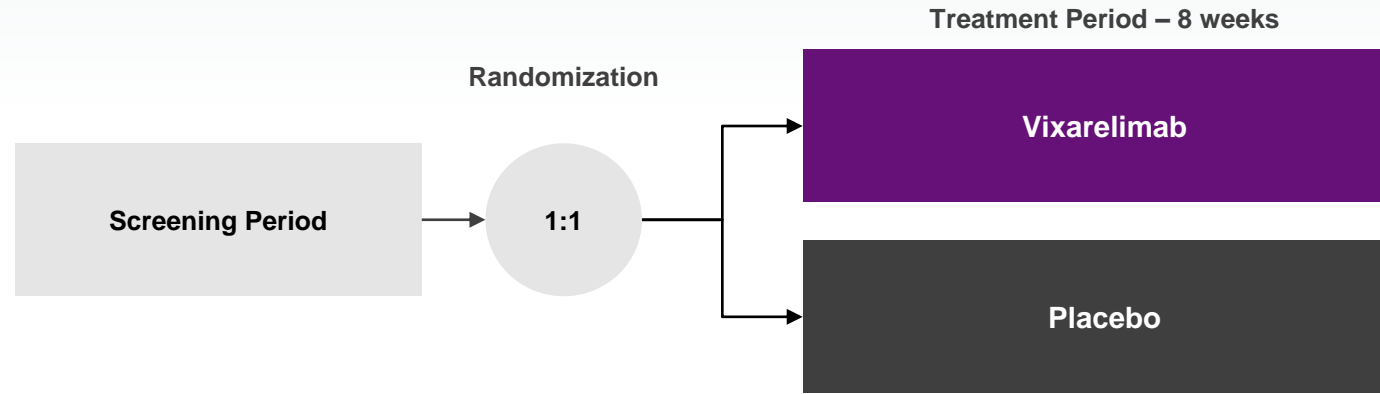 Treatment Period – 8 weeks
Randomization
Vixarelimab
Screening Period
1:1
Placebo